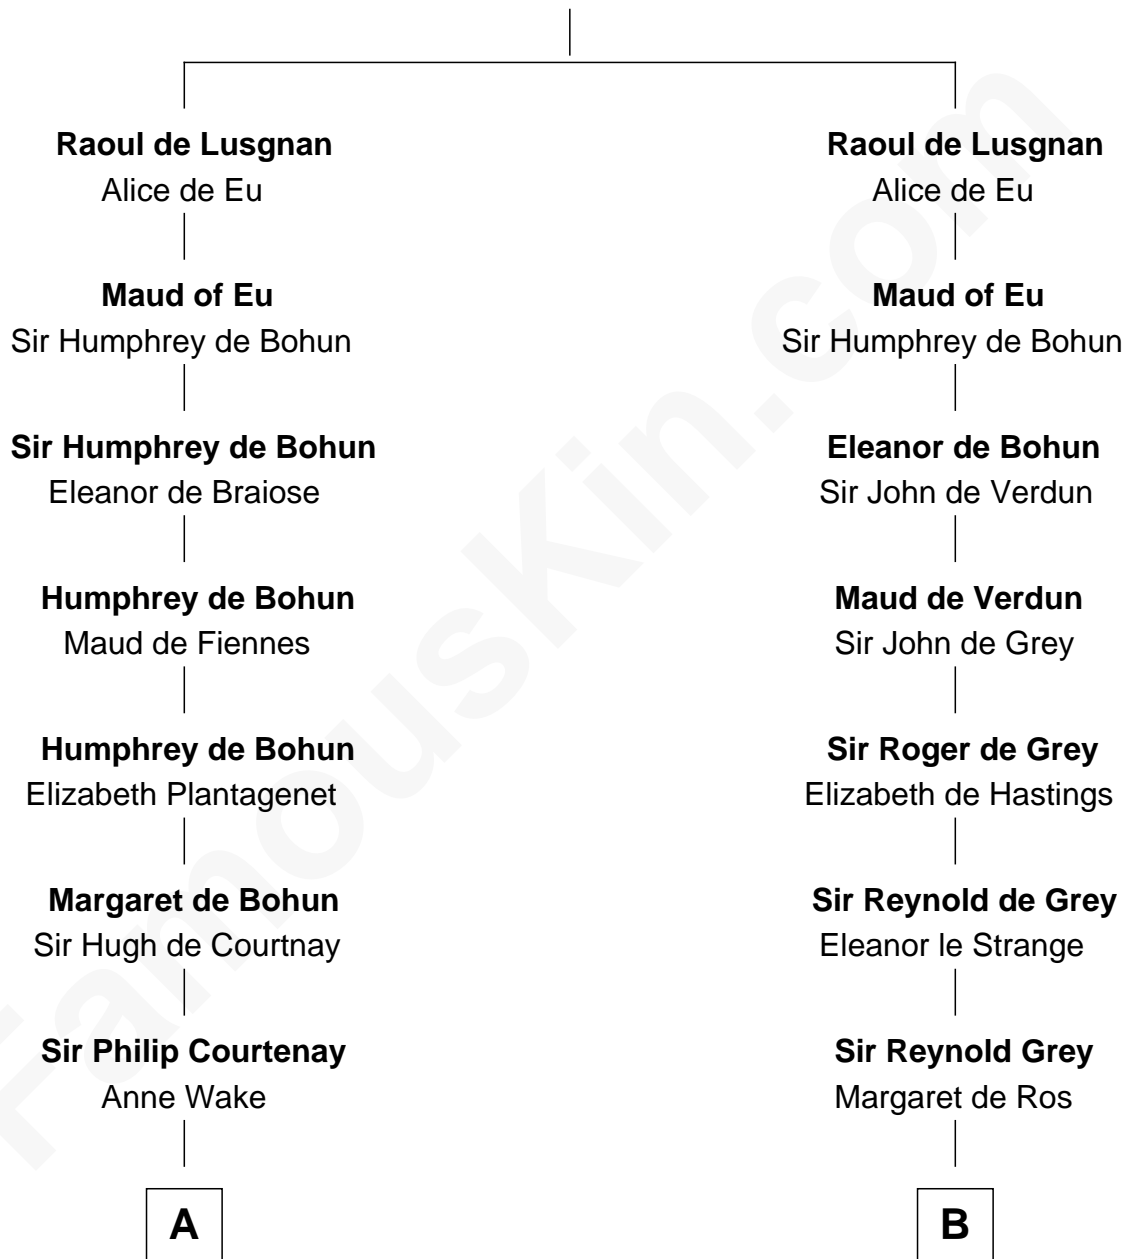 Raoul de Lusgnan
Alice de Eu
Maud of Eu
Sir Humphrey de Bohun
Sir Humphrey de Bohun
Eleanor de Braiose
Humphrey de Bohun
Maud de Fiennes
Humphrey de Bohun
Elizabeth Plantagenet
Margaret de Bohun
Sir Hugh de Courtnay
Sir Philip Courtenay
Anne Wake
A
Raoul de Lusgnan
Alice de Eu
Maud of Eu
Sir Humphrey de Bohun
Eleanor de Bohun
Sir John de Verdun
Maud de Verdun
Sir John de Grey
Sir Roger de Grey
Elizabeth de Hastings
Sir Reynold de Grey
Eleanor le Strange
Sir Reynold Grey
Margaret de Ros
B
FamousKin.com